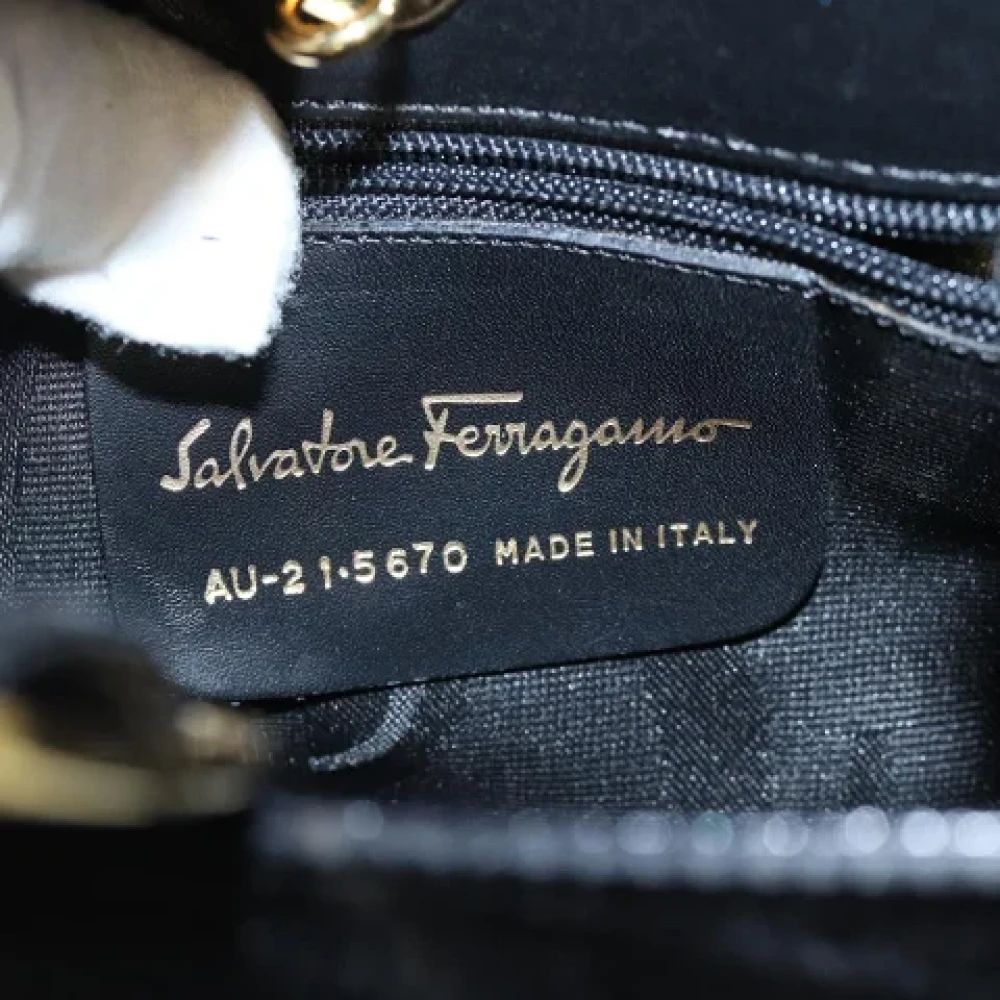 Salvatore Ferragamo
AU-21·5670 MADE IN ITALY